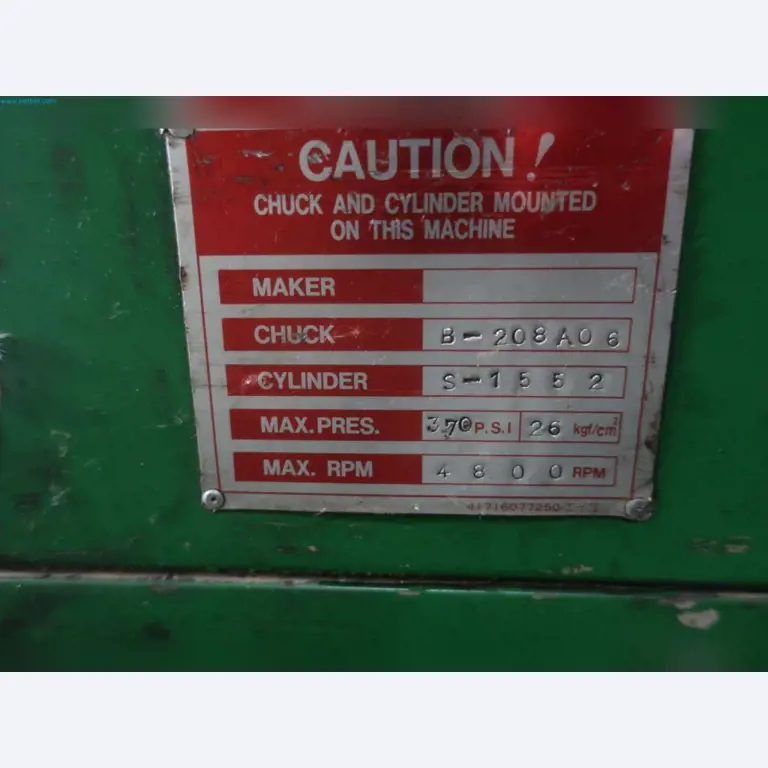 CAUTION!
CHUCK AND CYLINDER MOUNTED
ON THIS MACHINE
MAKER
CHUCK B-208A06
CYLINDER S-1552
MAX.PRES. 370 P.S.I 26 kgf/cm²
MAX. RPM 4800 RPM